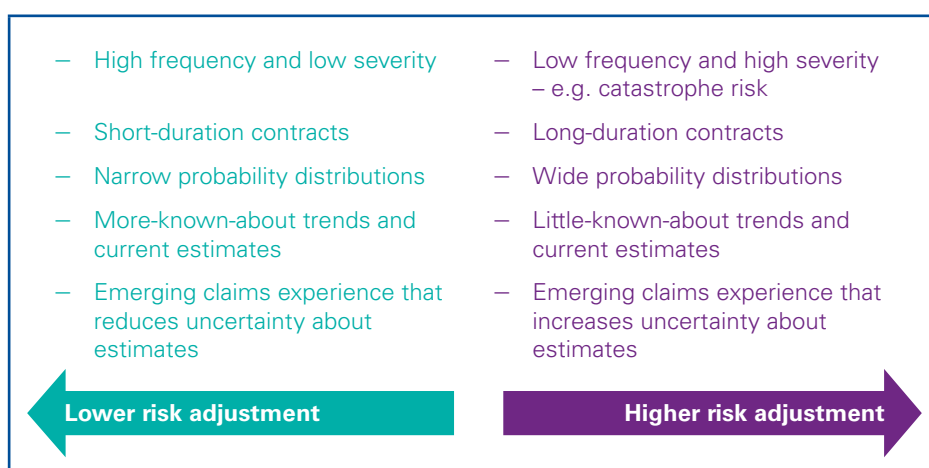 – High frequency and low severity
– Short-duration contracts
– Narrow probability distributions
– More-known-about trends and
current estimates
– Emerging claims experience that
reduces uncertainty about
estimates
Lower risk adjustment
– Low frequency and high severity
– e.g. catastrophe risk
– Long-duration contracts
– Wide probability distributions
– Little-known-about trends and
current estimates
– Emerging claims experience that
increases uncertainty about
estimates
Higher risk adjustment